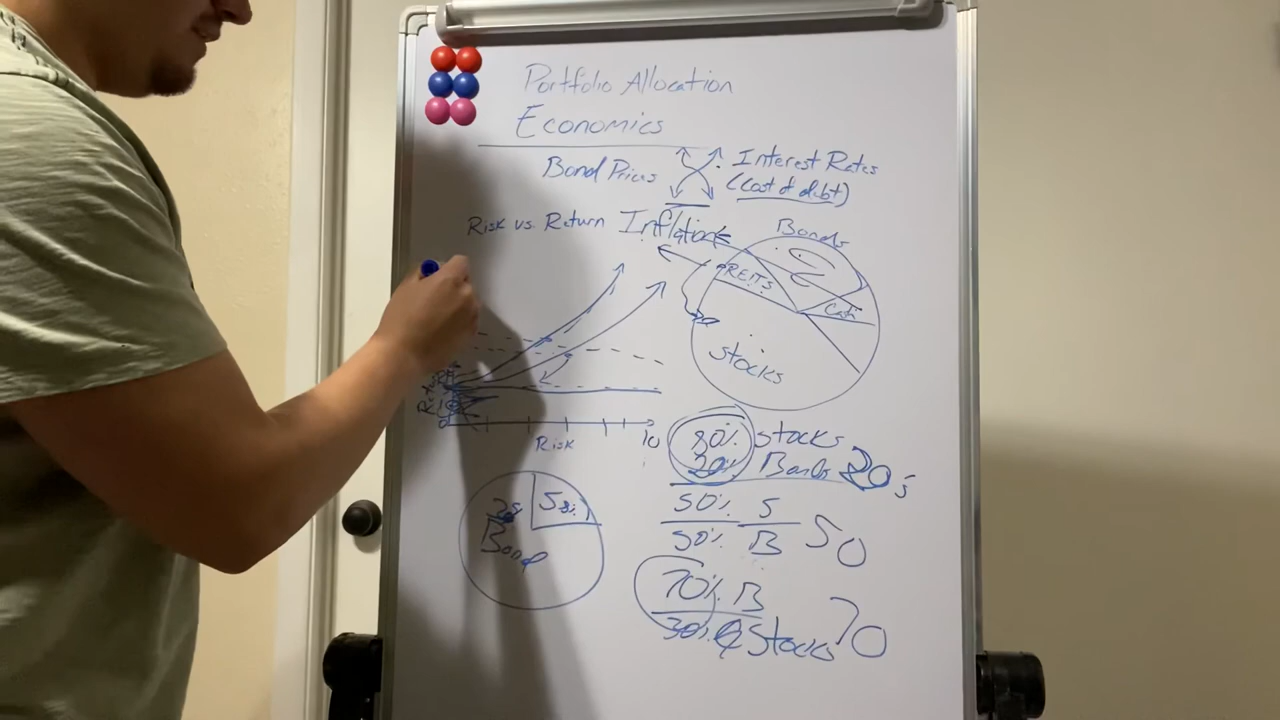 Portfolio Allocation
Economics
Bond Prices
Interest Rates
(cost of debt)
Risk vs. Return
Inflation
Bonds
REITS
Cash
stocks
Risk
10
80% stocks
20% Bonds 20s
50% S
50% B 50
70% B
30% Stocks 70
Bond